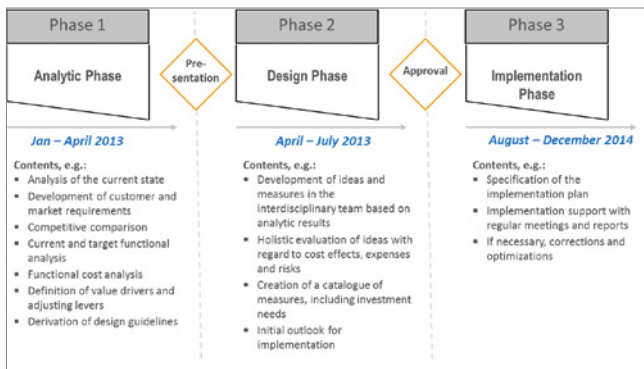 Phase 1
Analytic Phase
Jan – April 2013
Contents, e.g.:
▪ Analysis of the current state
▪ Development of customer and
market requirements
▪ Competitive comparison
▪ Current and target functional
analysis
▪ Functional cost analysis
▪ Definition of value drivers and
adjusting levers
▪ Derivation of design guidelines
Pre-
sentation
Phase 2
Design Phase
April – July 2013
Contents, e.g.:
▪ Development of ideas and
measures in the
interdisciplinary team based on
analytic results
▪ Holistic evaluation of ideas with
regard to cost effects, expenses
and risks
▪ Creation of a catalogue of
measures, including investment
needs
▪ Initial outlook for
implementation
Approval
Phase 3
Implementation
Phase
August – December 2014
Contents, e.g.:
▪ Specification of the
implementation plan
▪ Implementation support with
regular meetings and reports
▪ If necessary, corrections and
optimizations